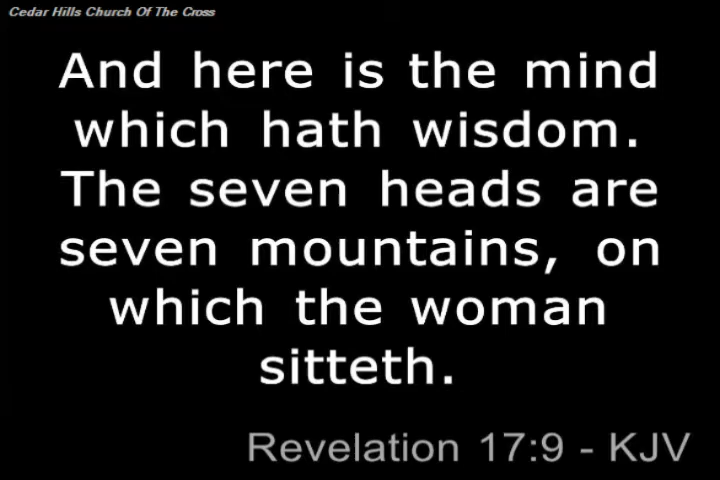 Cedar Hills Church Of The Cross
And here is the mind
which hath wisdom.
The seven heads are
seven mountains, on
which the woman
sitteth.
Revelation 17:9 - KJV